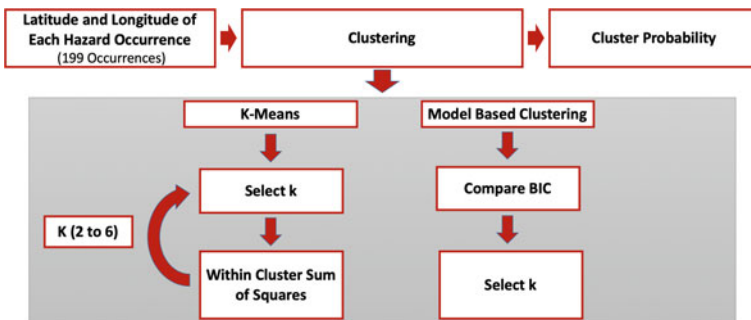 Latitude and Longitude of
Each Hazard Occurrence
(199 Occurrences)
Clustering
Cluster Probability
K-Means
Model Based Clustering
Select k
Compare BIC
K (2 to 6)
Within Cluster Sum
of Squares
Select k